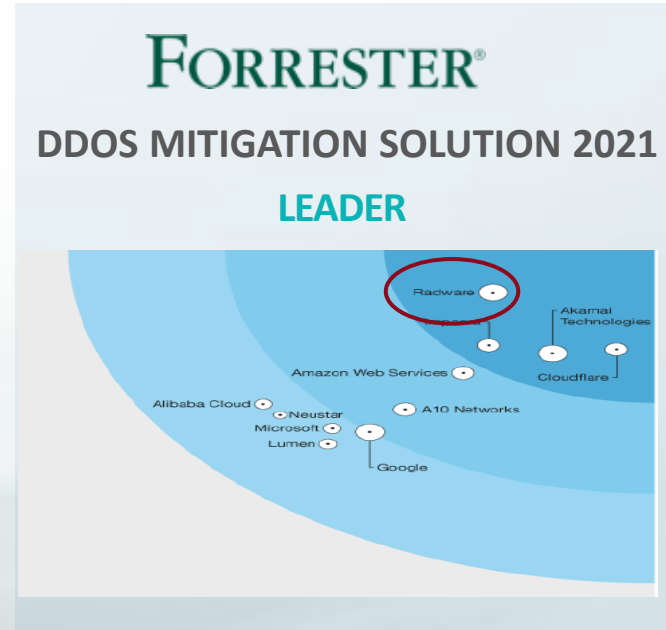 FORRESTER®
DDOS MITIGATION SOLUTION 2021
LEADER
Radware
Akamai
Technologies
Amazon Web Services
Cloudflare
Alibaba Cloud
A10 Networks
Neustar
Microsoft
Lumen
Google